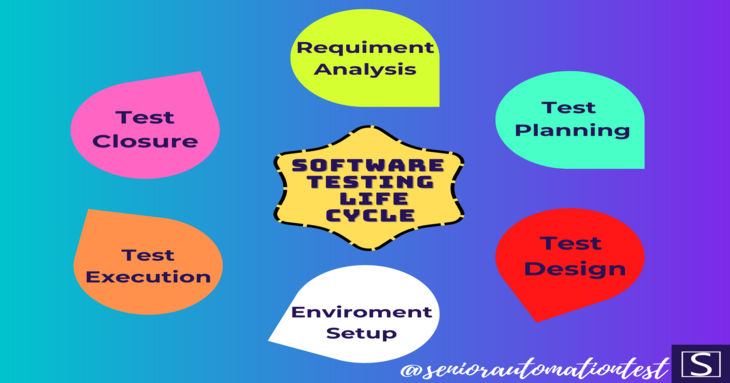 Requiment
Analysis
Test
Planning
Test
Design
Enviroment
Setup
Test
Execution
Test
Closure
SOFTWARE
TESTING
LIFE
CYCLE
@seniorautomationtest
S